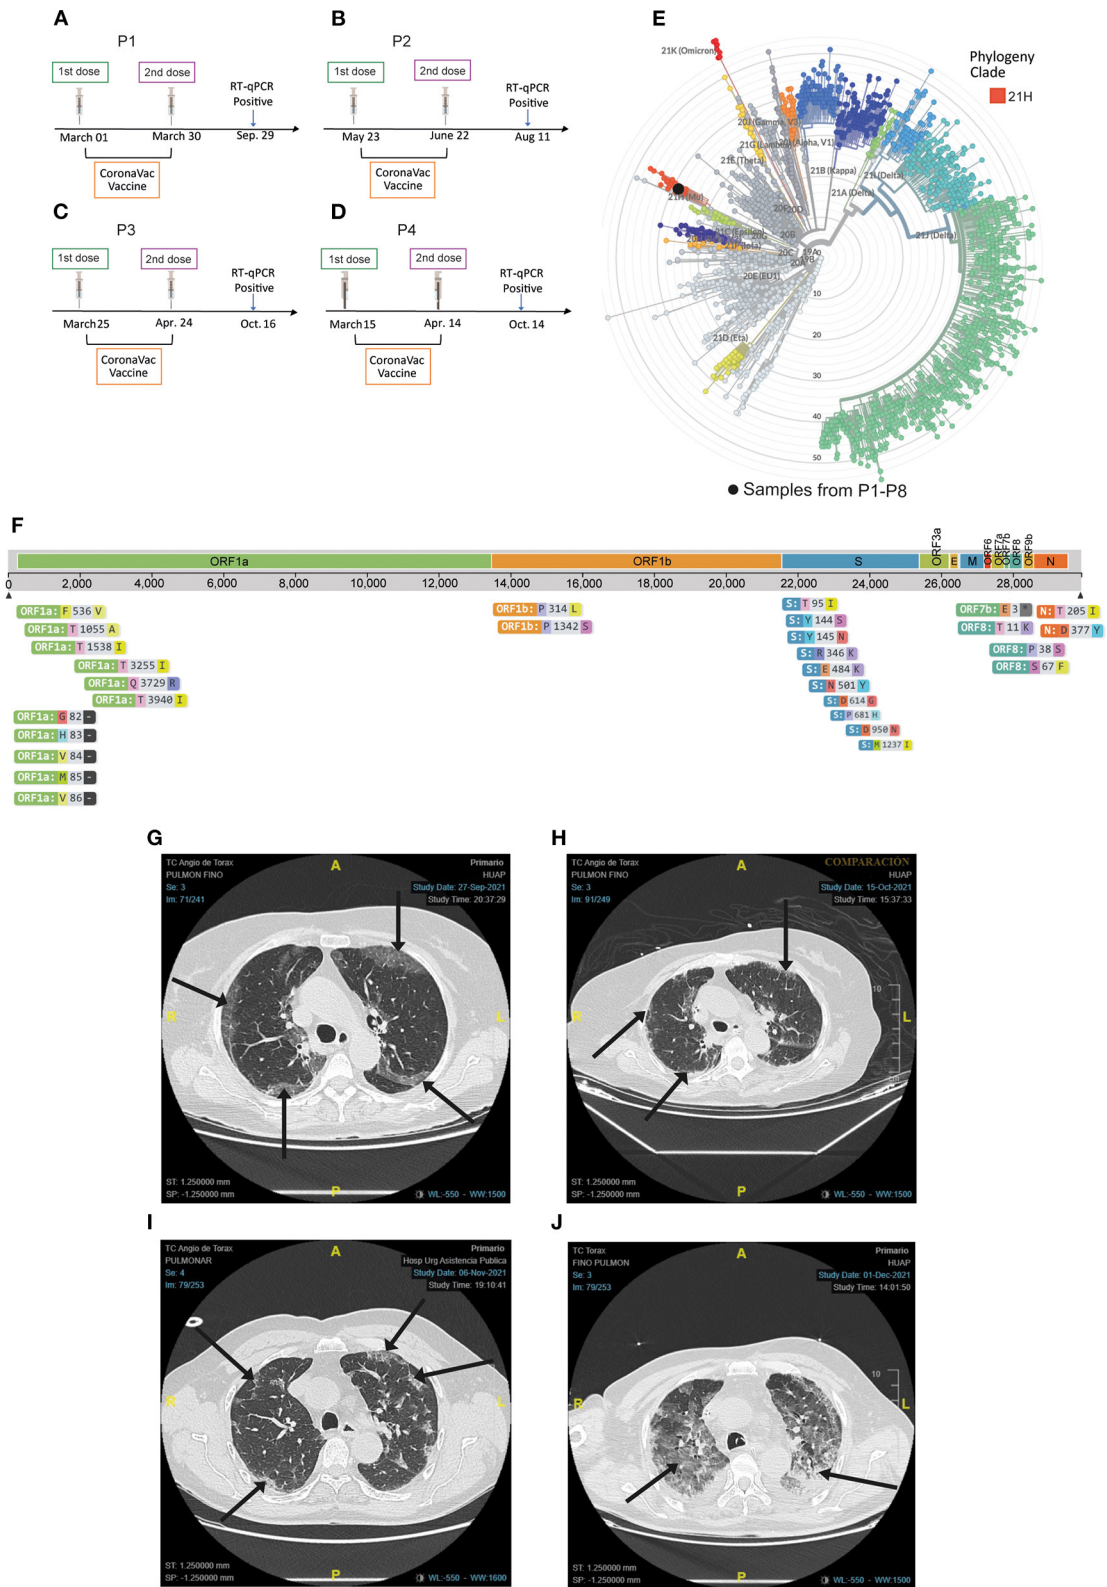 A
P1
1st dose
2nd dose
RT-qPCR
Positive
March 01
March 30
Sep. 29
CoronaVac
Vaccine
B
P2
1st dose
2nd dose
RT-qPCR
Positive
May 23
June 22
Aug 11
CoronaVac
Vaccine
C
P3
1st dose
2nd dose
RT-qPCR
Positive
March25
Apr. 24
Oct. 16
CoronaVac
Vaccine
D
P4
1st dose
2nd dose
RT-qPCR
Positive
March15
Apr. 14
Oct. 14
CoronaVac
Vaccine
E
21K (Omicron)
Phylogeny
Clade
21H
20J (Gamma, V3)
21G (Lambda)
(Alpha, V1)
21E (Theta)
21B (Kappa)
21I (Delta)
21A (Delta)
21H (Mu)
20D
21J (Delta)
21C (Epsilon)
20G
20B
20C
19A
19B
20E (EU1)
21D (Eta)
10
20
30
40
50
Samples from P1-P8
F
ORF1a
ORF1b
S
ORF3a
E
M
ORF6
ORF7a
ORF7b
ORF8
ORF9b
N
0 2,000 4,000 6,000 8,000 10,000 12,000 14,000 16,000 18,000 20,000 22,000 24,000 26,000 28,000
ORF1a: F 536 V
ORF1a: T 1055 A
ORF1a: T 1538 I
ORF1a: T 3255 I
ORF1a: Q 3729 R
ORF1a: T 3940 I
ORF1a: G 82 -
ORF1a: H 83 -
ORF1a: V 84 -
ORF1a: M 85 -
ORF1a: V 86 -
ORF1b: P 314 L
ORF1b: P 1342 S
S: T 95 I
S: Y 144 S
S: Y 145 N
S: R 346 K
S: E 484 K
S: N 501 Y
S: D 614 G
S: P 681 H
S: D 950 N
S: M 1237 I
ORF7b: E 3 *
ORF8: T 11 K
ORF8: P 38 S
ORF8: S 67 F
N: T 205 I
N: D 377 Y
G
TC Angio de Torax
PULMON FINO
Se: 3
Im: 71/241
A
Primario
HUAP
Study Date: 27-Sep-2021
Study Time: 20:37:29
R
L
ST: 1.250000 mm
SP: -1.250000 mm
P
WL:-550 - WW:1500
H
TC Angio de Torax
PULMON FINO
Se: 3
Im: 91/249
A
COMPARACIÓN
HUAP
Study Date: 15-Oct-2021
Study Time: 15:37:33
10
R
L
ST: 1.250000 mm
SP: -1.250000 mm
P
WL:-550 - WW:1500
I
TC Angio de Torax
PULMONAR
Se: 4
Im: 79/253
A
Primario
Hosp Urg Asistencia Publica
Study Date: 06-Nov-2021
Study Time: 19:10:41
R
L
ST: 1.250000 mm
SP: -1.250000 mm
P
WL:-550 - WW:1600
J
TC Torax
FINO PULMON
Se: 3
Im: 79/253
A
Primario
HUAP
Study Date: 01-Dec-2021
Study Time: 14:01:50
10
R
L
ST: 1.250000 mm
SP: -1.250000 mm
P
WL:-550 - WW:1500